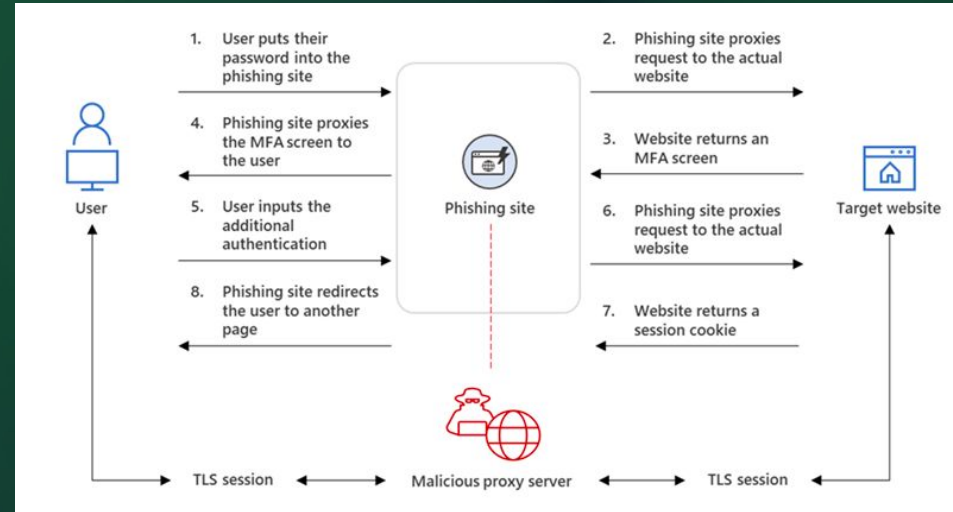 1. User puts their
password into the
phishing site
2. Phishing site proxies
request to the actual
website
4. Phishing site proxies
the MFA screen to
the user
3. Website returns an
MFA screen
User
Phishing site
Target website
5. User inputs the
additional
authentication
6. Phishing site proxies
request to the actual
website
8. Phishing site redirects
the user to another
page
7. Website returns a
session cookie
TLS session
Malicious proxy server
TLS session